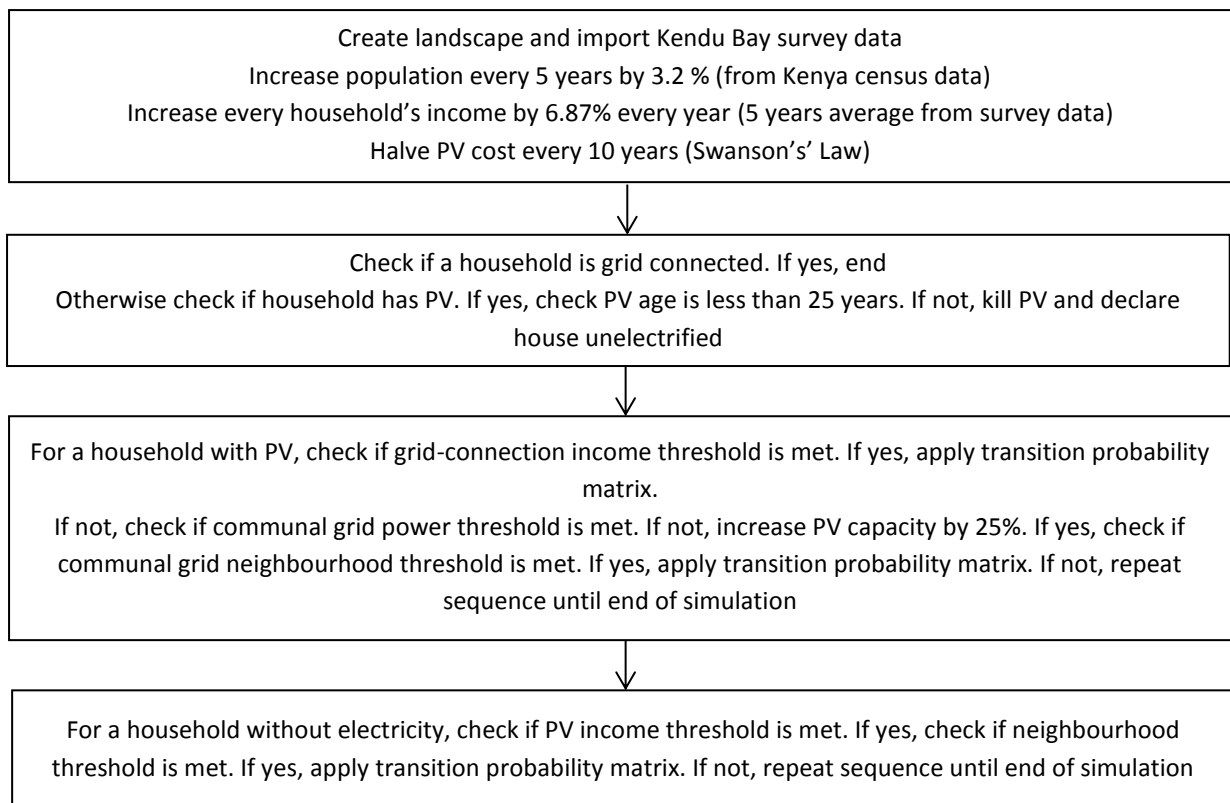 Create landscape and import Kendu Bay survey data
Increase population every 5 years by 3.2 % (from Kenya census data)
Increase every household’s income by 6.87% every year (5 years average from survey data)
Halve PV cost every 10 years (Swanson’s’ Law)
Check if a household is grid connected. If yes, end
Otherwise check if household has PV. If yes, check PV age is less than 25 years. If not, kill PV and declare
house unelectrified
For a household with PV, check if grid-connection income threshold is met. If yes, apply transition probability
matrix.
If not, check if communal grid power threshold is met. If not, increase PV capacity by 25%. If yes, check if
communal grid neighbourhood threshold is met. If yes, apply transition probability matrix. If not, repeat
sequence until end of simulation
For a household without electricity, check if PV income threshold is met. If yes, check if neighbourhood
threshold is met. If yes, apply transition probability matrix. If not, repeat sequence until end of simulation